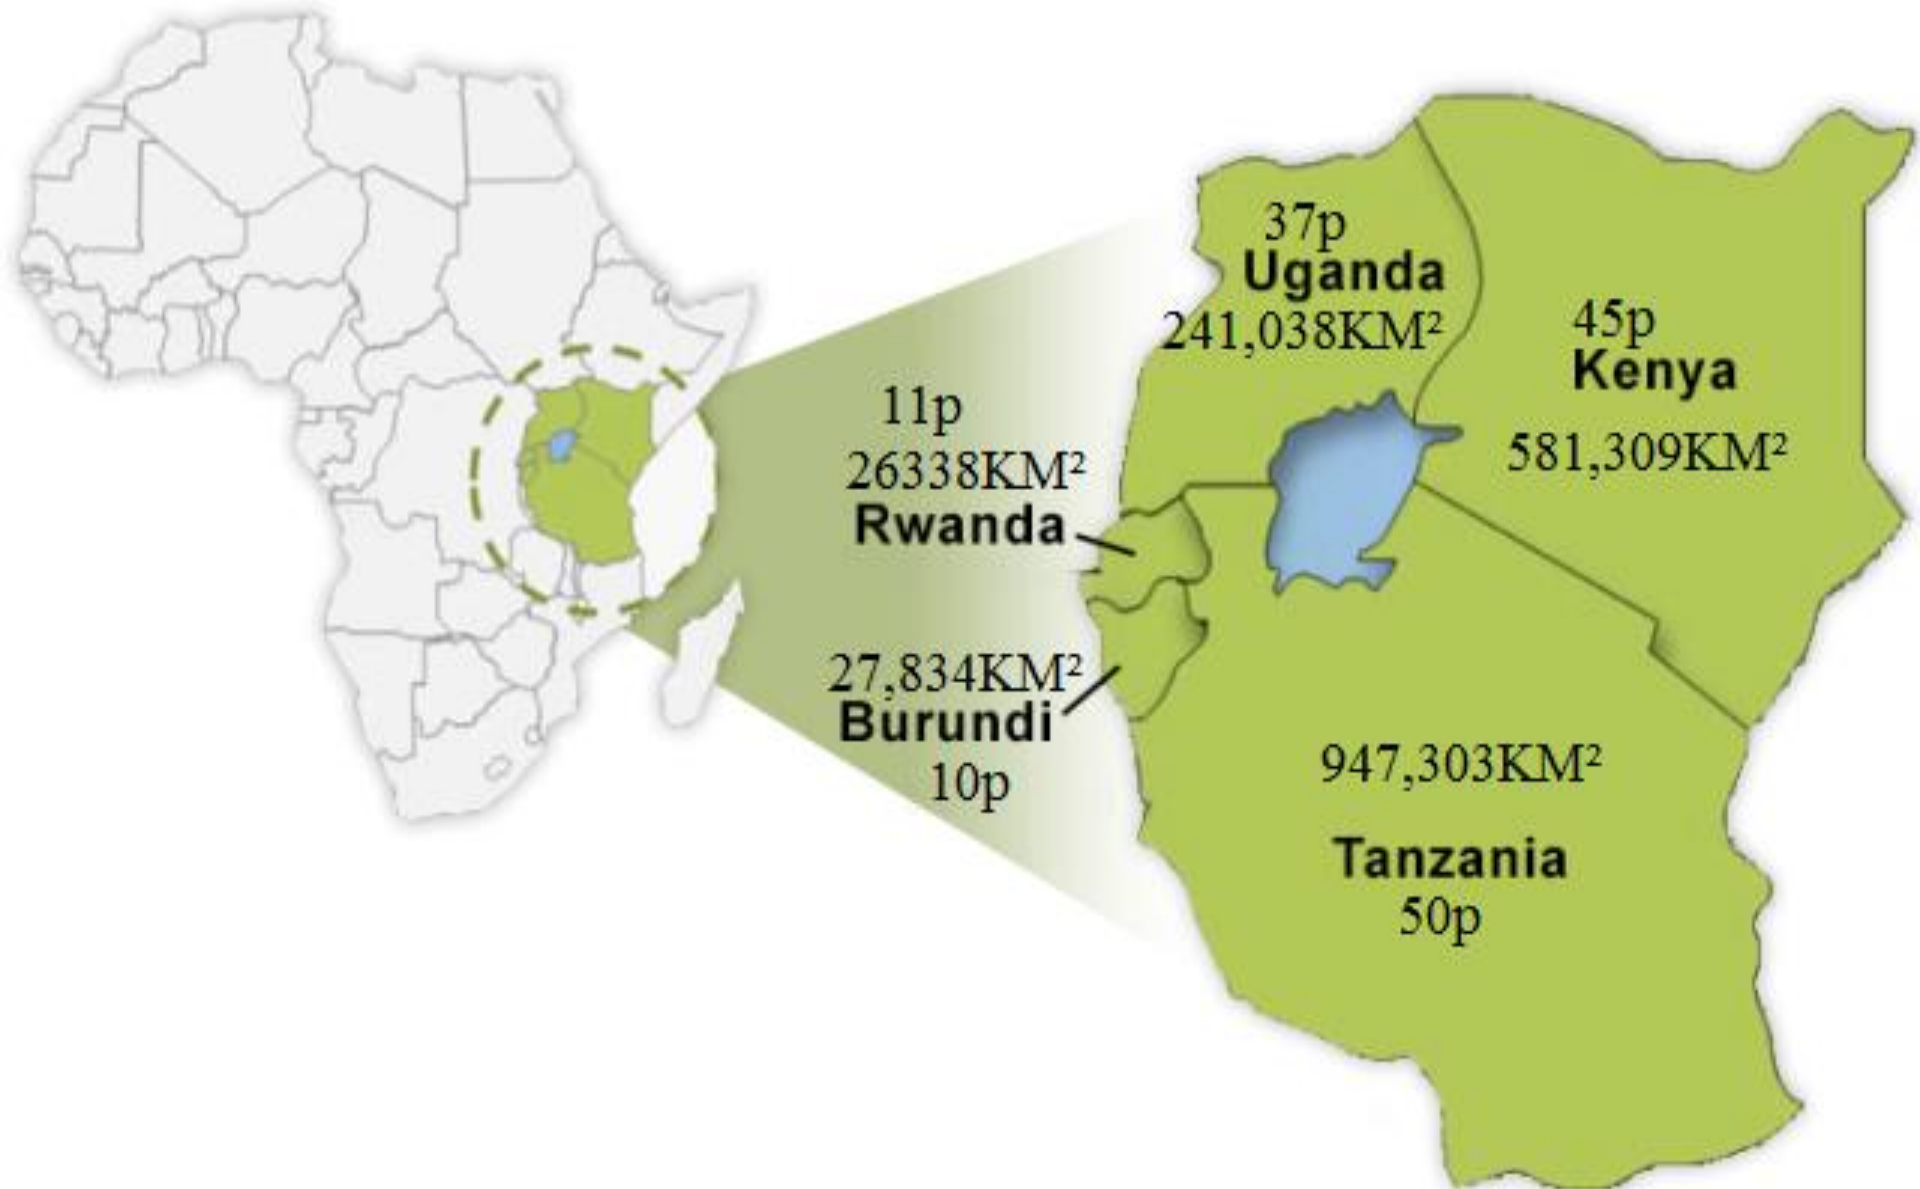 37p
Uganda
241,038KM²
45p
Kenya
581,309KM²
11p
26338KM²
Rwanda
27,834KM²
Burundi
10p
947,303KM²
Tanzania
50p